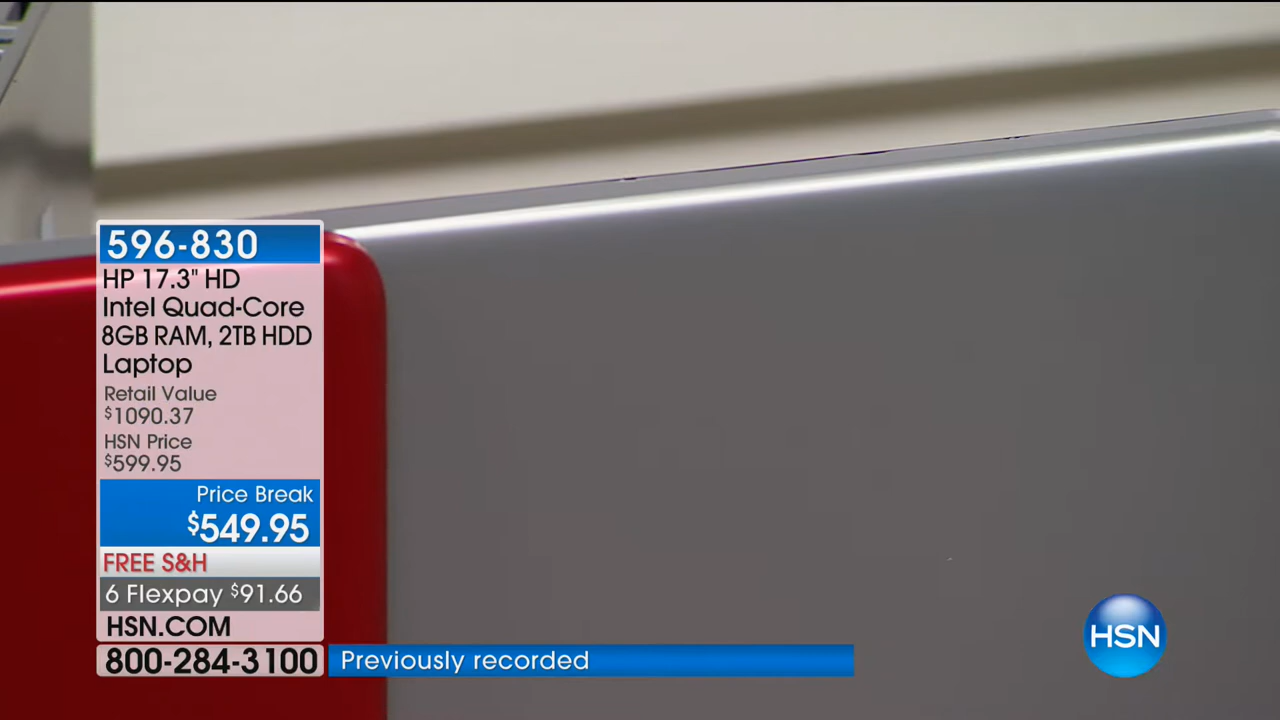 596-830
HP 17.3" HD
Intel Quad-Core
8GB RAM, 2TB HDD
Laptop
Retail Value
$1090.37
HSN Price
$599.95
Price Break
$549.95
FREE S&H
6 Flexpay $91.66
HSN.COM
800-284-3100
Previously recorded
HSN